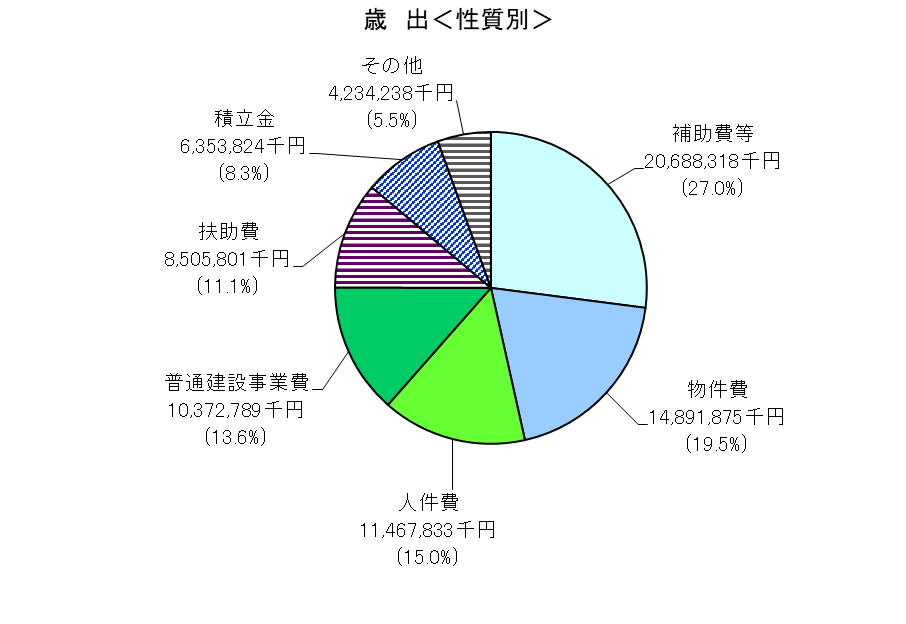 歳　出＜性質別＞
その他
4,234,238千円
(5.5%)
積立金
6,353,824千円
(8.3%)
補助費等
20,688,318千円
(27.0%)
扶助費
8,505,801千円
(11.1%)
普通建設事業費
10,372,789千円
(13.6%)
物件費
14,891,875千円
(19.5%)
人件費
11,467,833千円
(15.0%)